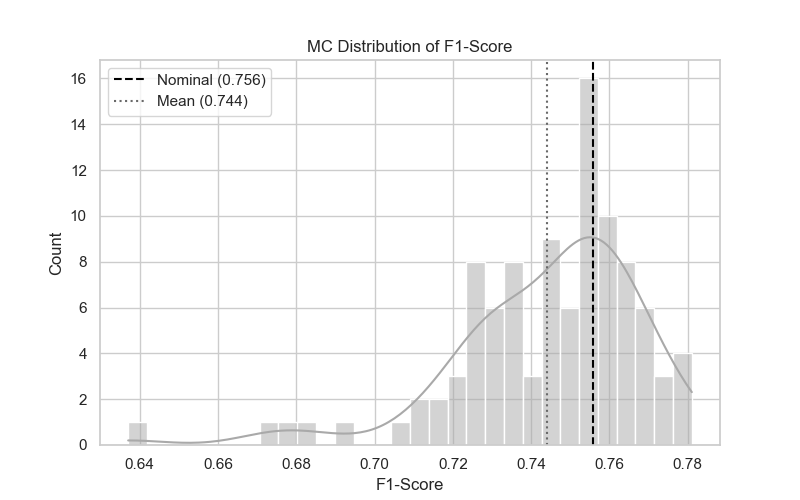 MC Distribution of F1-Score
Nominal (0.756)
Mean (0.744)
Count
16
14
12
10
8
6
4
2
0
0.64 0.66 0.68 0.70 0.72 0.74 0.76 0.78
F1-Score